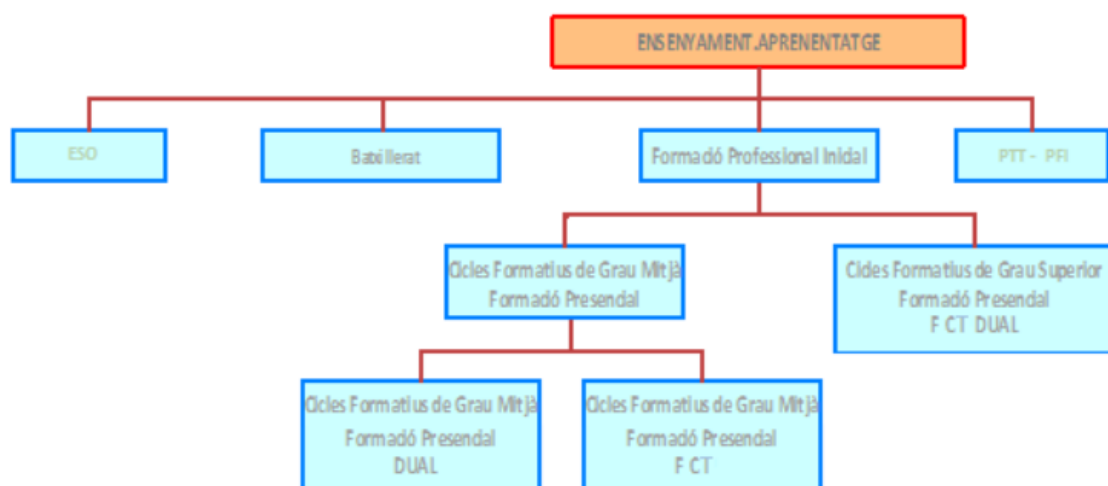 ENSENYAMENT.APRENENTATGE
ESO
Batxillerat
Formació Professional Inicial
PTT - PFI
Cicles Formatius de Grau Mitjà
Formació Presencial
Cicles Formatius de Grau Superior
Formació Presencial
F CT DUAL
Cicles Formatius de Grau Mitjà
Formació Presencial
DUAL
Cicles Formatius de Grau Mitjà
Formació Presencial
F CT